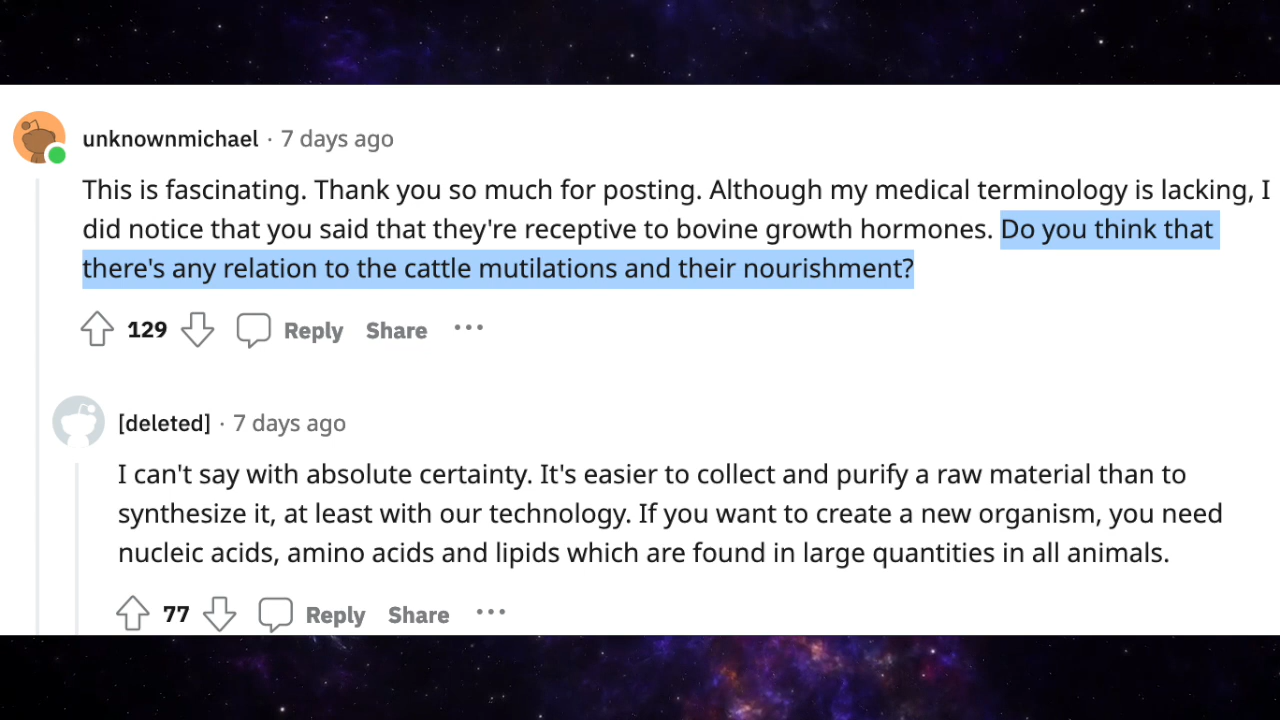 unknownmichael · 7 days ago
This is fascinating. Thank you so much for posting. Although my medical terminology is lacking, I
did notice that you said that they're receptive to bovine growth hormones. Do you think that
there's any relation to the cattle mutilations and their nourishment?
129 Reply Share ···
[deleted] · 7 days ago
I can't say with absolute certainty. It's easier to collect and purify a raw material than to
synthesize it, at least with our technology. If you want to create a new organism, you need
nucleic acids, amino acids and lipids which are found in large quantities in all animals.
77 Reply Share ···